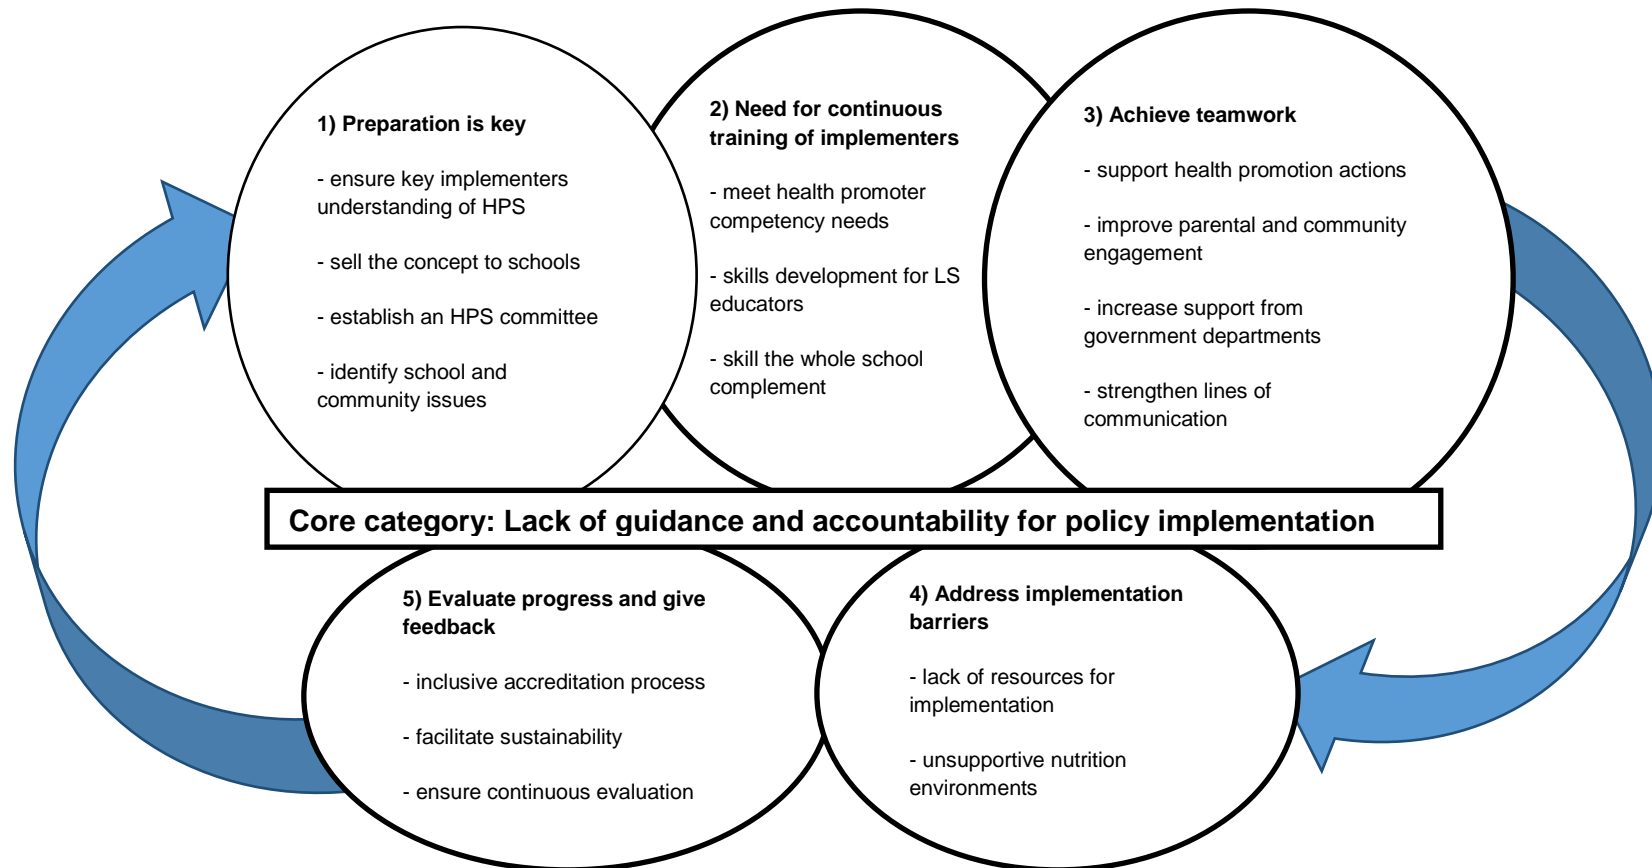 1) Preparation is key
- ensure key implementers
understanding of HPS
- sell the concept to schools
- establish an HPS committee
- identify school and
community issues
2) Need for continuous
training of implementers
- meet health promoter
competency needs
- skills development for LS
educators
- skill the whole school
complement
3) Achieve teamwork
- support health promotion actions
- improve parental and community
engagement
- increase support from
government departments
- strengthen lines of
communication
Core category: Lack of guidance and accountability for policy implementation
5) Evaluate progress and give
feedback
- inclusive accreditation process
- facilitate sustainability
- ensure continuous evaluation
4) Address implementation
barriers
- lack of resources for
implementation
- unsupportive nutrition
environments